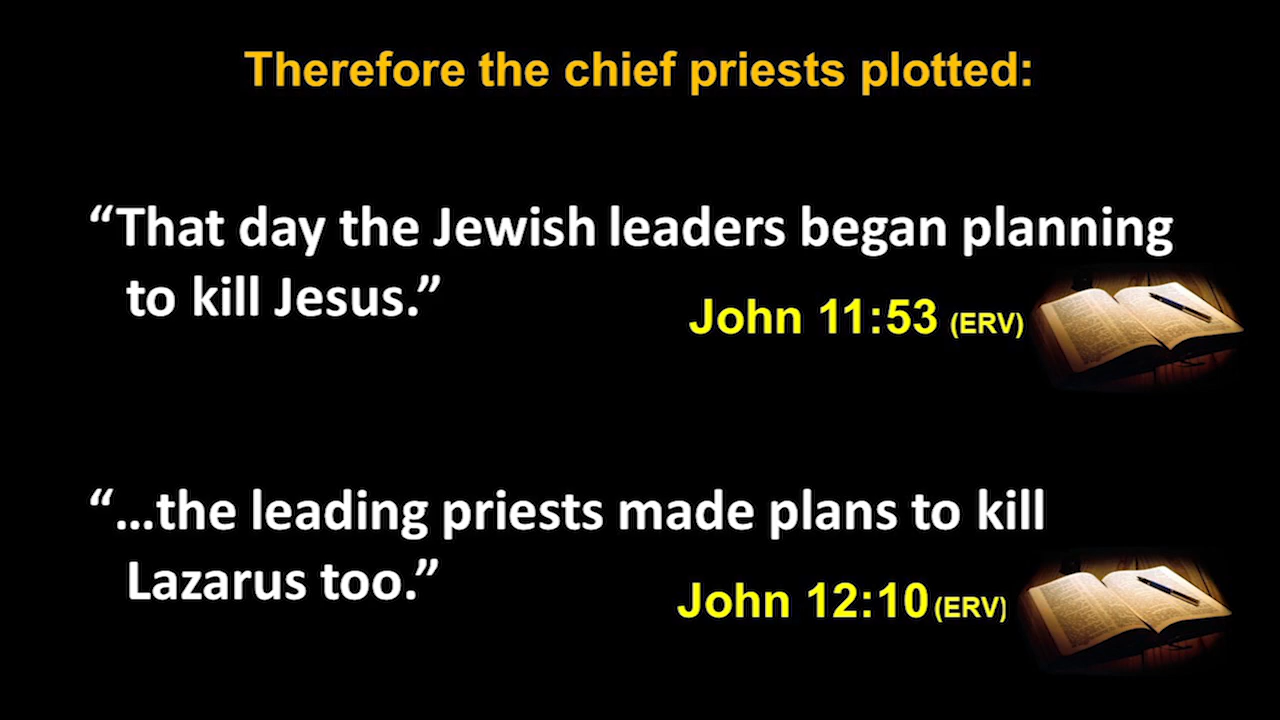 Therefore the chief priests plotted:
“That day the Jewish leaders began planning
to kill Jesus.”
John 11:53 (ERV)
“…the leading priests made plans to kill
Lazarus too.”
John 12:10 (ERV)